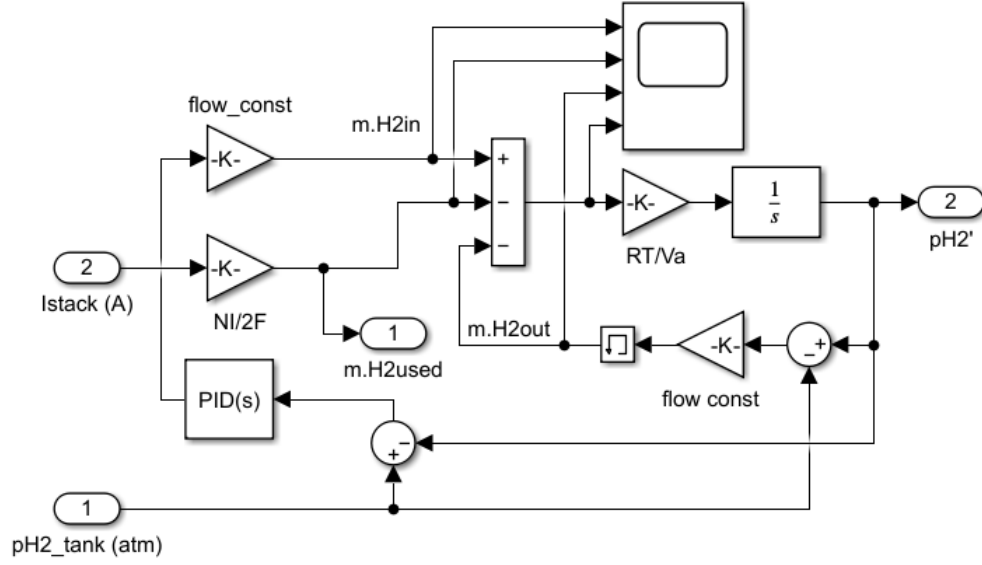 flow_const
m.H2in
-K-
+
−
−
-K-
1
s
2
pH2'
RT/Va
2
Istack (A)
-K-
NI/2F
1
m.H2used
m.H2out
-K-
flow const
+
−
PID(s)
−
+
1
pH2_tank (atm)